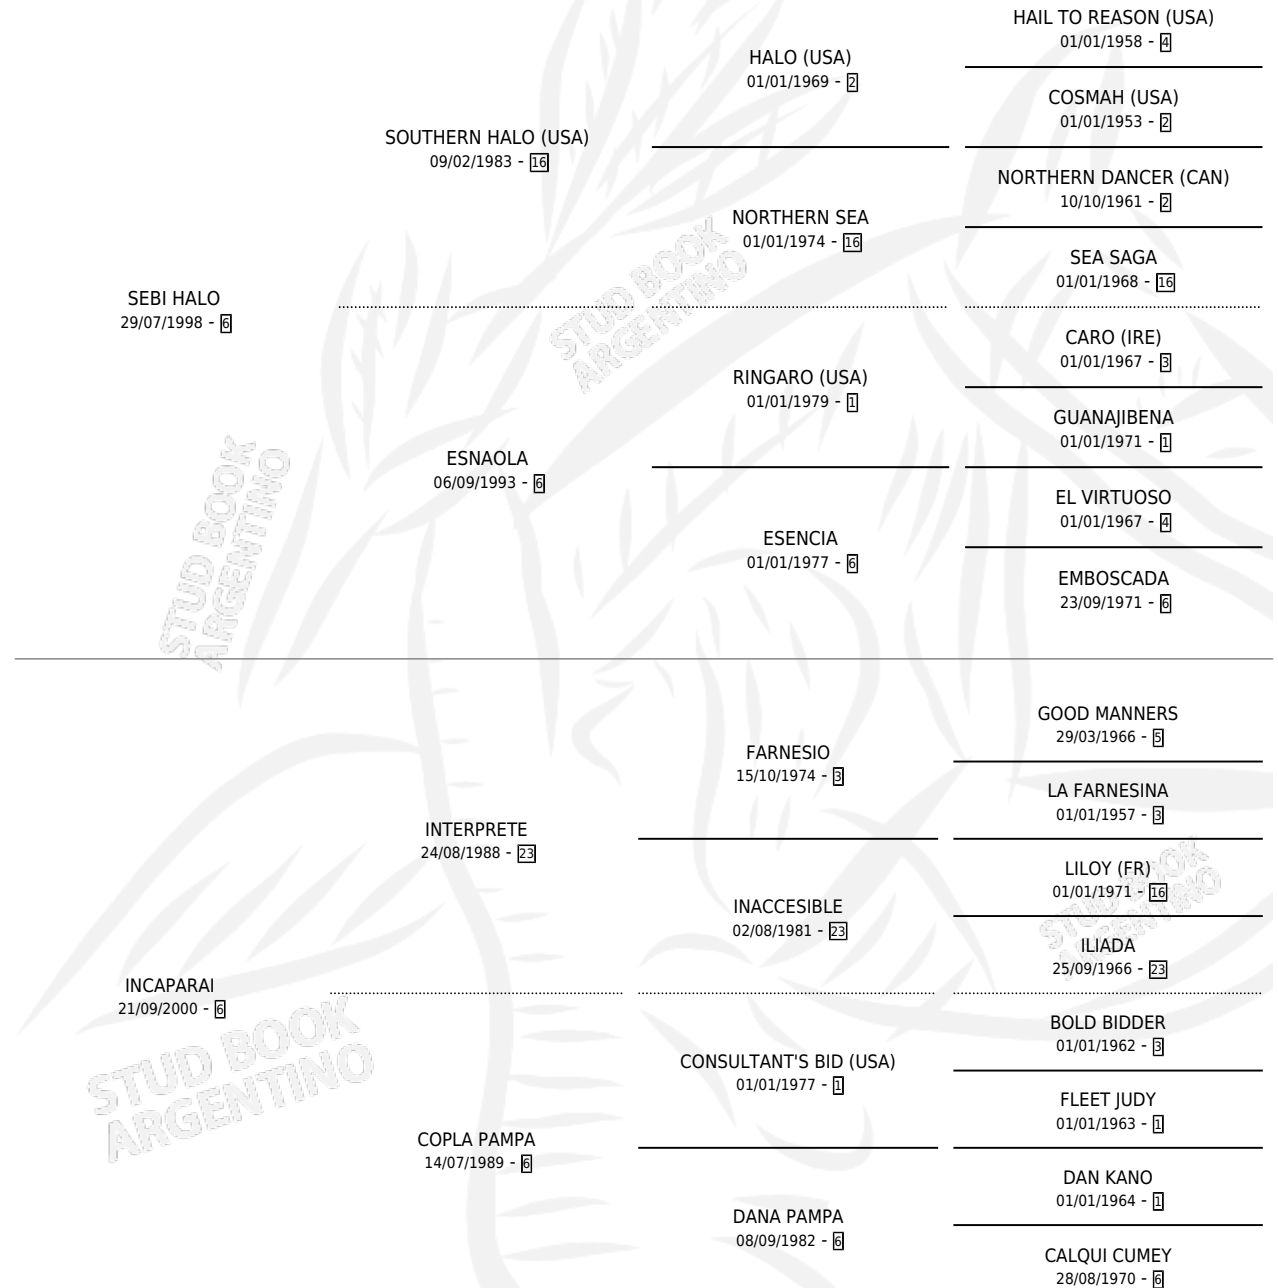 HAIL TO REASON (USA)
01/01/1958 - 4
HALO (USA)
01/01/1969 - 2
COSMAH (USA)
01/01/1953 - 2
SOUTHERN HALO (USA)
09/02/1983 - 16
NORTHERN DANCER (CAN)
10/10/1961 - 2
NORTHERN SEA
01/01/1974 - 16
SEA SAGA
01/01/1968 - 16
SEBI HALO
29/07/1998 - 6
CARO (IRE)
01/01/1967 - 3
RINGARO (USA)
01/01/1979 - 1
GUANAJIBENA
01/01/1971 - 1
ESNAOLA
06/09/1993 - 6
EL VIRTUOSO
01/01/1967 - 4
ESENCIA
01/01/1977 - 6
EMBOSCADA
23/09/1971 - 6
STUD BOOK
ARGENTINO
STUD BOOK
ARGENTINO
GOOD MANNERS
29/03/1966 - 5
FARNESIO
15/10/1974 - 3
LA FARNESINA
01/01/1957 - 3
INTERPRETE
24/08/1988 - 23
LILOY (FR)
01/01/1971 - 16
INACCESIBLE
02/08/1981 - 23
ILIADA
25/09/1966 - 23
STUD BOOK
ARGENTINO
INCAPARAI
21/09/2000 - 6
BOLD BIDDER
01/01/1962 - 3
CONSULTANT'S BID (USA)
01/01/1977 - 1
FLEET JUDY
01/01/1963 - 1
COPLA PAMPA
14/07/1989 - 6
DAN KANO
01/01/1964 - 1
DANA PAMPA
08/09/1982 - 6
CALQUI CUMEY
28/08/1970 - 6
STUD BOOK
ARGENTINO